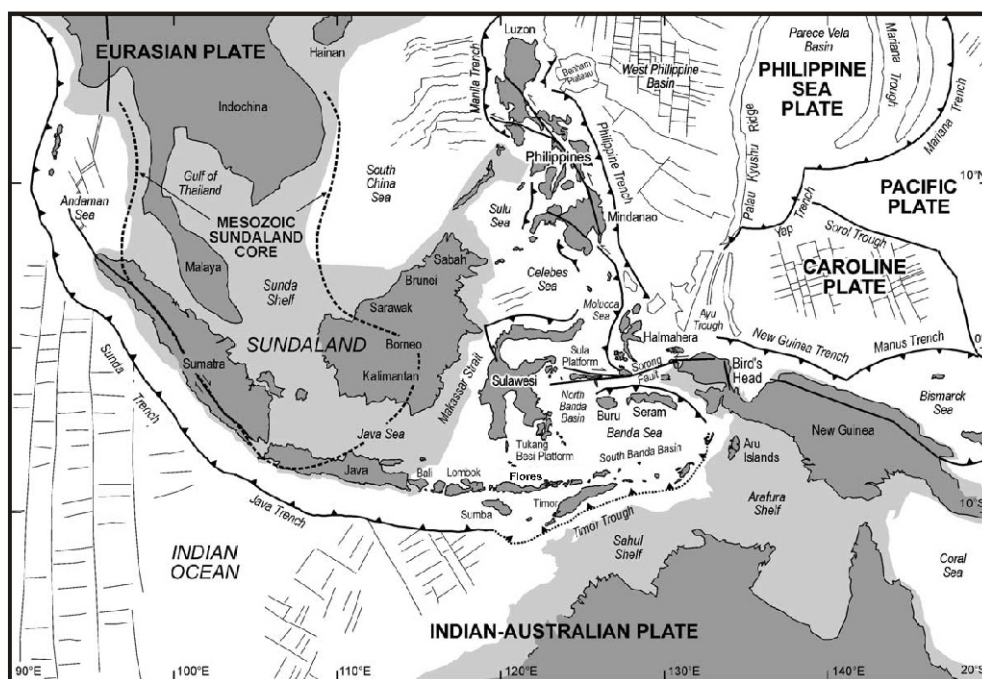 EURASIAN PLATE
Hainan
Luzon
Manila Trench
Benham
Plateau
West Philippine
Basin
Parece Vela
Basin
Mariana
Trough
PHILIPPINE
SEA
PLATE
Mariana Trench
Indochina
Philippines
Philippine Trench
Palau Kyushu Ridge
10°N
Andaman
Sea
Gulf of
Thailand
South
China
Sea
Sulu
Sea
Mindanao
Yap Trench
PACIFIC
PLATE
Sorol Trough
MESOZOIC
SUNDALAND
CORE
Malaya
Sunda
Shelf
Sabah
Brunei
Sarawak
Celebes
Sea
Molucca
Sea
Ayu
Trough
CAROLINE
PLATE
Halmahera
New Guinea Trench
Manus Trench
0°
SUNDALAND
Borneo
Kalimantan
Sumatra
Sunda
Trench
Makassar Strait
Sula
Platform
Sorong
Fault
Bird's
Head
Sulawesi
North
Banda
Basin
Buru
Seram
Bismarck
Sea
Java Sea
Tukang
Besi Platform
Banda Sea
South Banda Basin
New Guinea
Aru
Islands
Java
Bali
Lombok
Flores
Sumba
Timor
Timor Trough
Java Trench
Arafura
Shelf
10°S
Sahul
Shelf
INDIAN
OCEAN
Coral
Sea
INDIAN-AUSTRALIAN PLATE
90°E
100°E
110°E
120°E
130°E
140°E
20°S